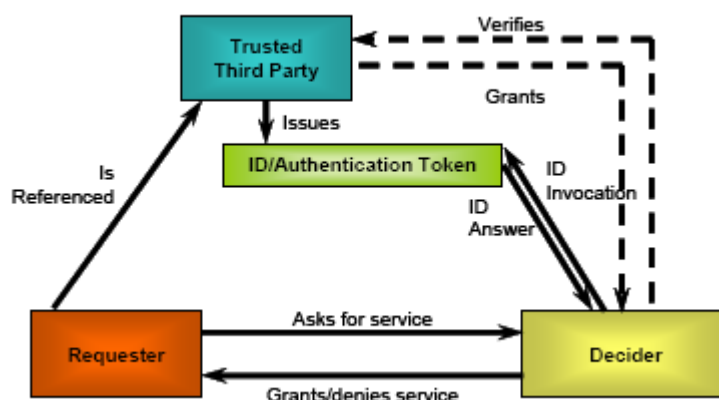 Verifies
Trusted
Third Party
Grants
Issues
ID/Authentication Token
Is
Referenced
ID
Invocation
ID
Answer
Asks for service
Requester
Decider
Grants/denies service